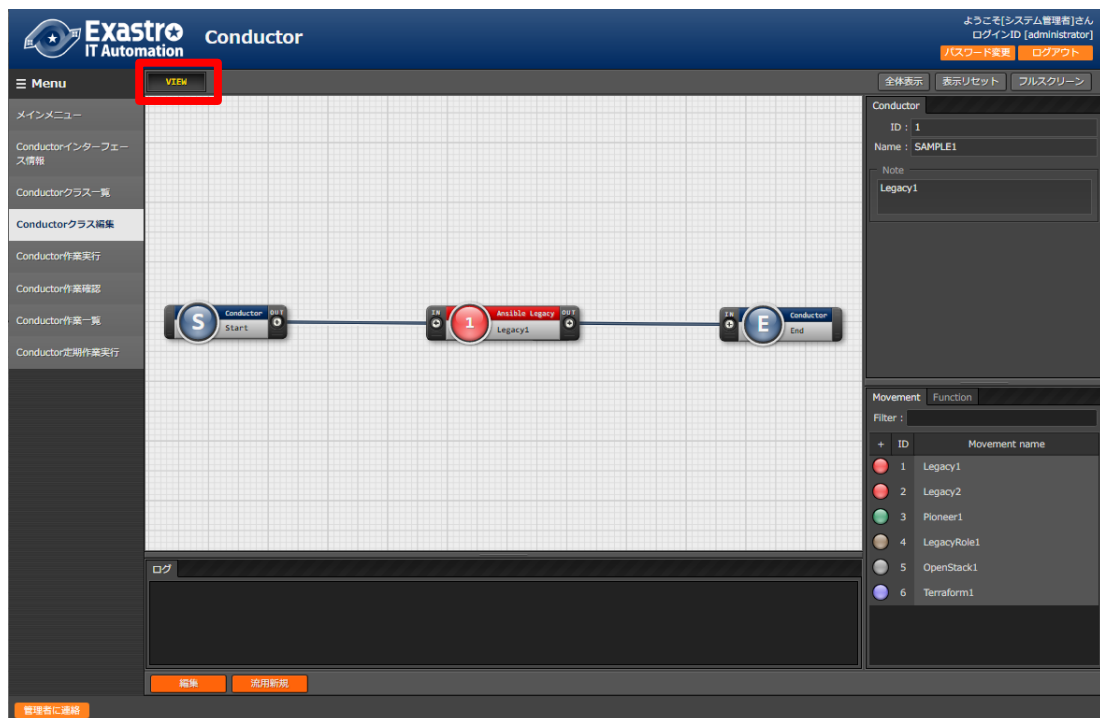 Exastro
IT Automation
Conductor
ようこそ[システム管理者]さん
ログインID [administrator]
パスワード変更
ログアウト
☰ Menu
VIEW
全体表示
表示リセット
フルスクリーン
メインメニュー
Conductorインターフェー
ス情報
Conductorクラス一覧
Conductorクラス編集
Conductor作業実行
Conductor作業確認
Conductor作業一覧
Conductor定期作業実行
S
Conductor
Start
OUT
IN
1
Ansible Legacy
Legacy1
OUT
IN
E
Conductor
End
Conductor
ID : 1
Name : SAMPLE1
Note
Legacy1
Movement Function
Filter :
+ ID Movement name
1 Legacy1
2 Legacy2
3 Pioneer1
4 LegacyRole1
5 OpenStack1
6 Terraform1
ログ
編集
流用新規
管理者に連絡